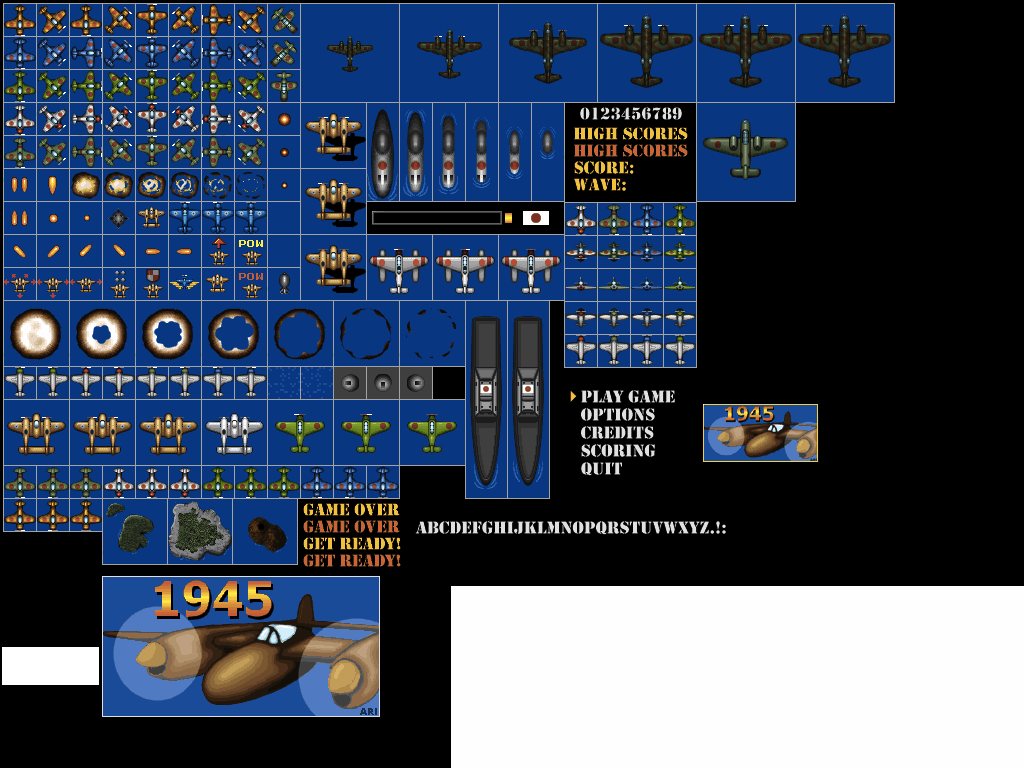 0123456789
HIGH SCORES
HIGH SCORES
SCORE:
WAVE:
POW
POW
PLAY GAME
OPTIONS
CREDITS
SCORING
QUIT
1945
GAME OVER
GAME OVER
GET READY!
GET READY!
ABCDEFGHIJKLMNOPQRSTUVWXYZ.!:
1945
ARI